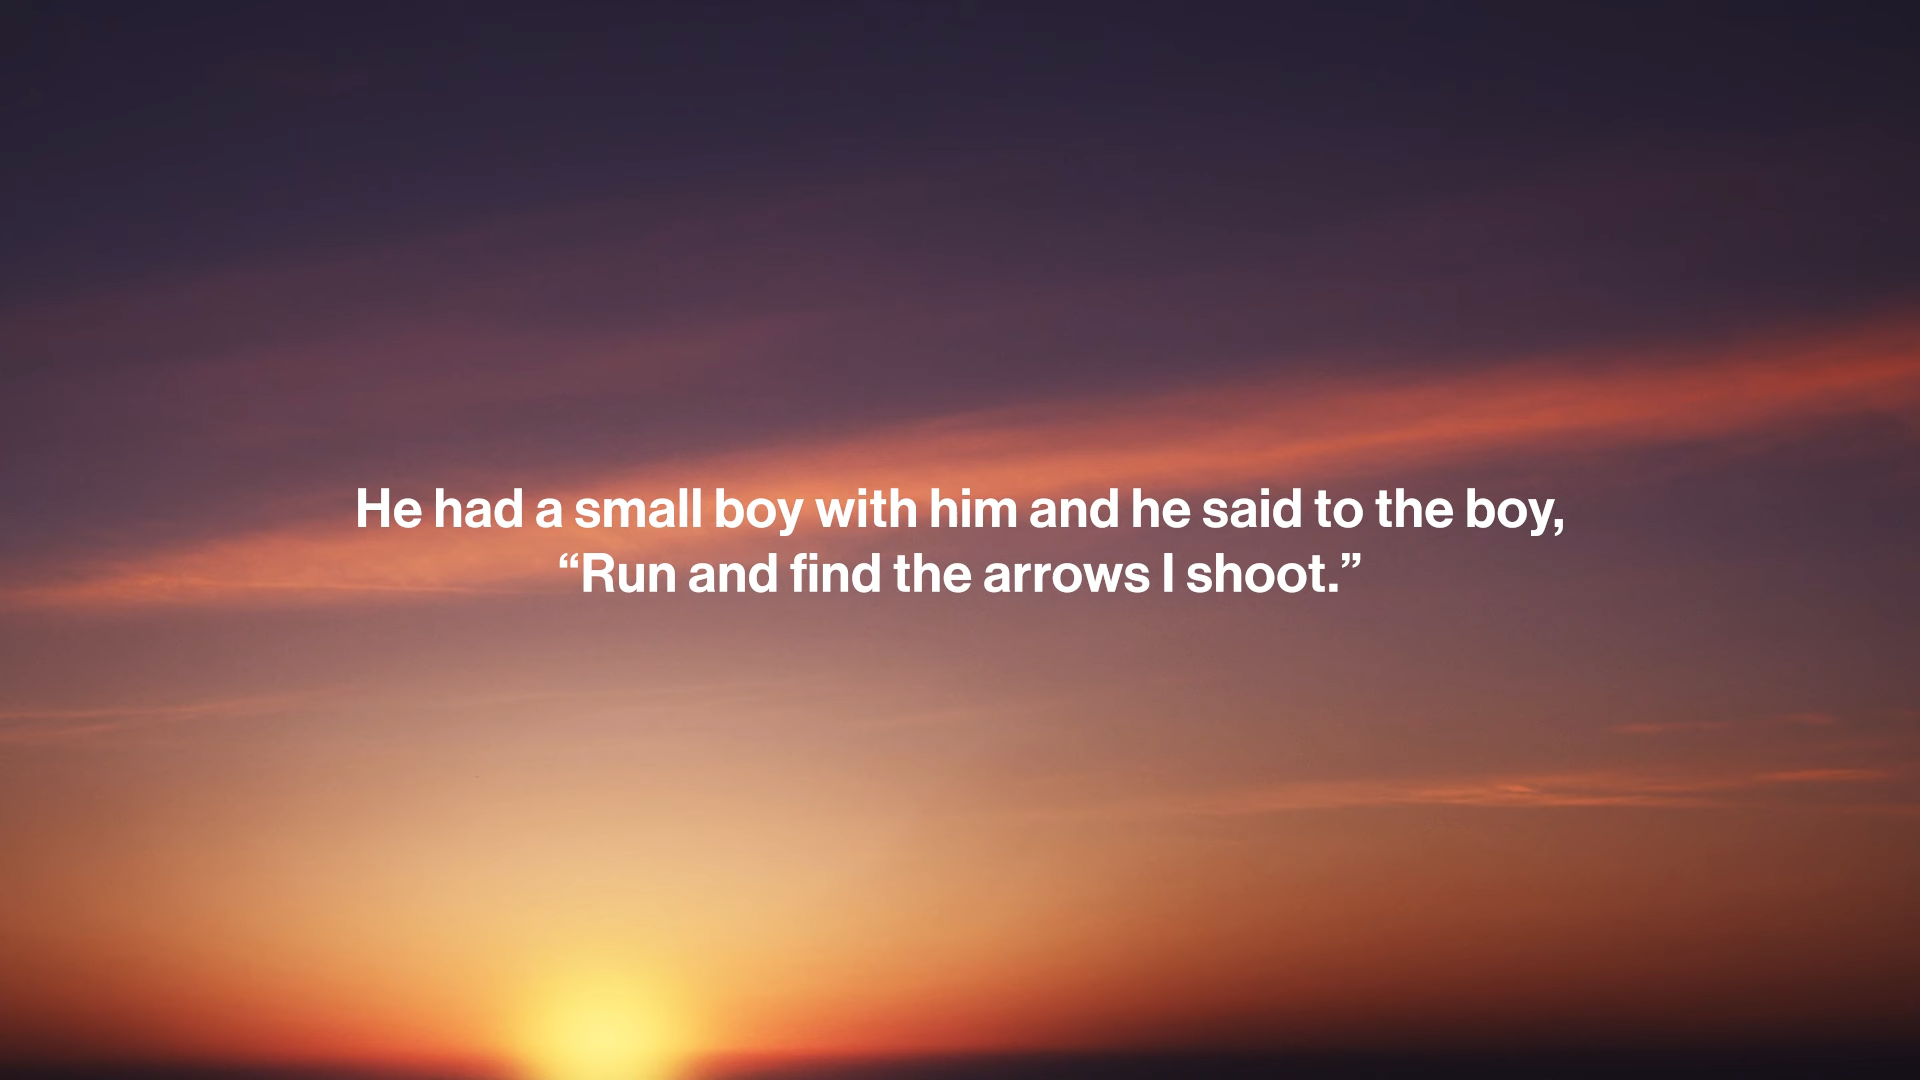 He had a small boy with him and he said to the boy,
“Run and find the arrows I shoot.”